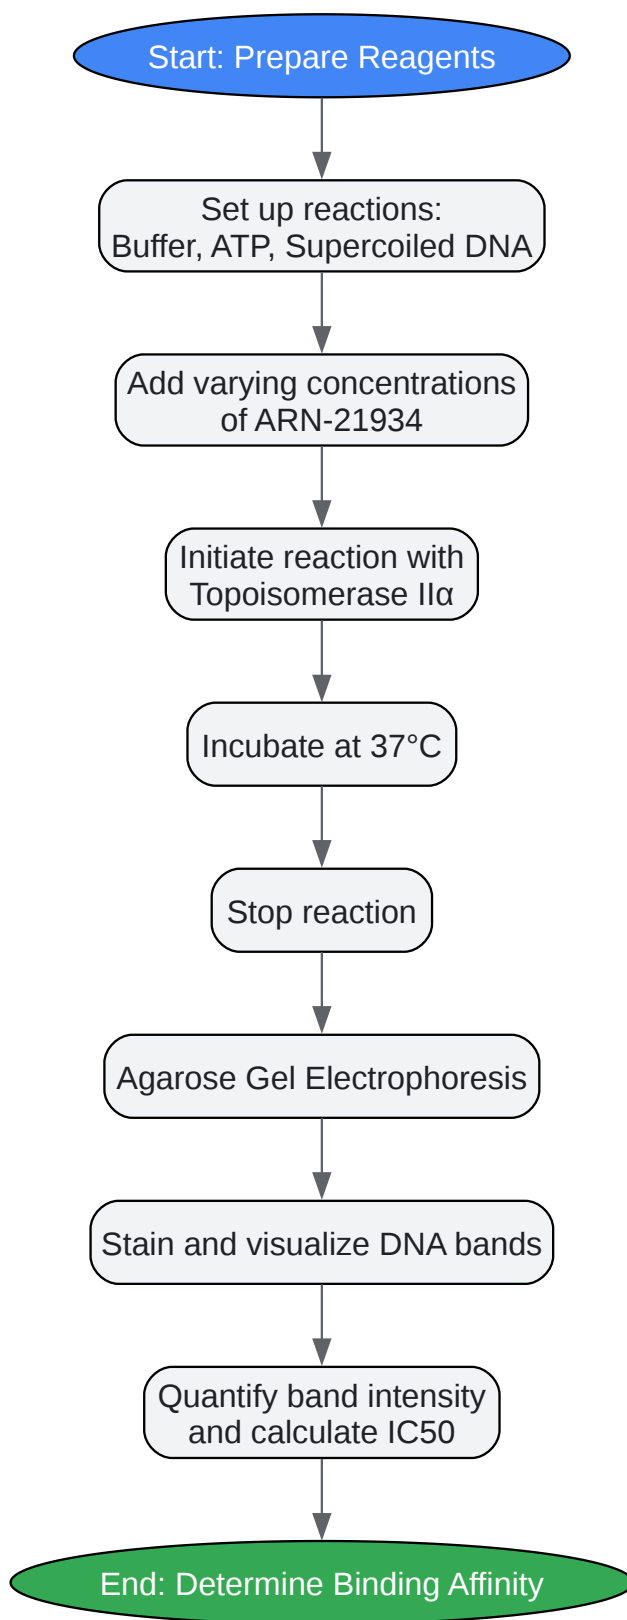 Start: Prepare Reagents
Set up reactions:
Buffer, ATP, Supercoiled DNA
Add varying concentrations
of ARN-21934
Initiate reaction with
Topoisomerase IIα
Incubate at 37°C
Stop reaction
Agarose Gel Electrophoresis
Stain and visualize DNA bands
Quantify band intensity
and calculate IC50
End: Determine Binding Affinity